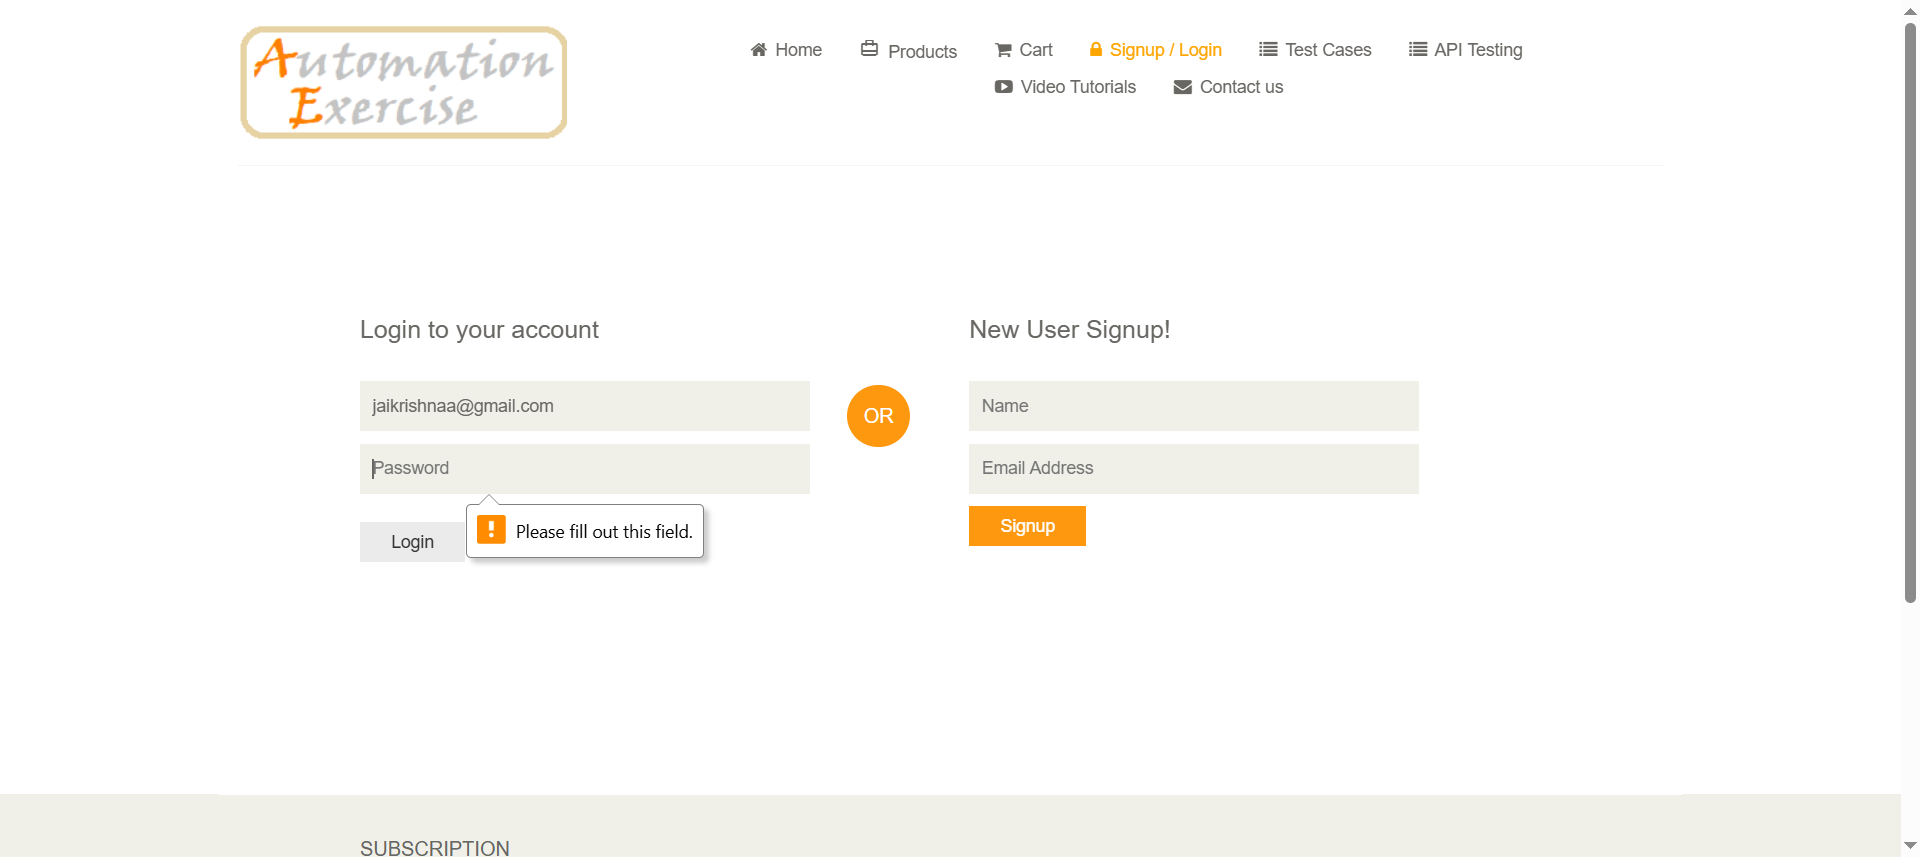 Automation
Exercise
Home Products Cart Signup / Login Test Cases API Testing
Video Tutorials Contact us
Login to your account
jaikrishnaa@gmail.com
Password
Please fill out this field.
Login
OR
New User Signup!
Name
Email Address
Signup
SUBSCRIPTION